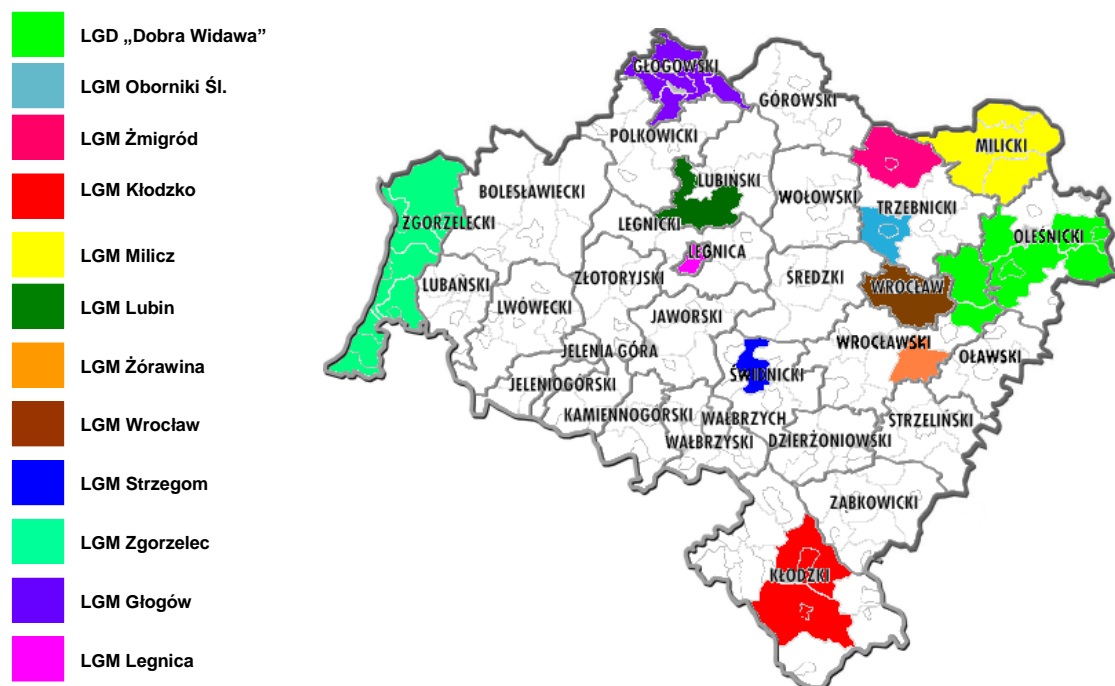 LGD „Dobra Widawa”
LGM Oborniki Śl.
LGM Żmigród
LGM Kłodzko
LGM Milicz
LGM Lubin
LGM Żórawina
LGM Wrocław
LGM Strzegom
LGM Zgorzelec
LGM Głogów
LGM Legnica
GŁOGOWSKI
GÓROWSKI
POLKOWICKI
MILICKI
LUBIŃSKI
BOLESŁAWIECKI
WOŁOWSKI
TRZEBNICKI
ZGORZELECKI
LEGNICKI
OLEŚNICKI
LEGNICA
LUBAŃSKI
ZŁOTORYJSKI
ŚREDZKI
WROCŁAW
LWÓWECKI
JAWORSKI
WROCŁAWSKI
OŁAWSKI
JELENIA GÓRA
ŚWIDNICKI
JELENIOGÓRSKI
KAMIENNOGÓRSKI
WAŁBRZYCH
STRZELIŃSKI
WAŁBRZYSKI
DZIERŻONIOWSKI
ZĄBKOWICKI
KŁODZKI